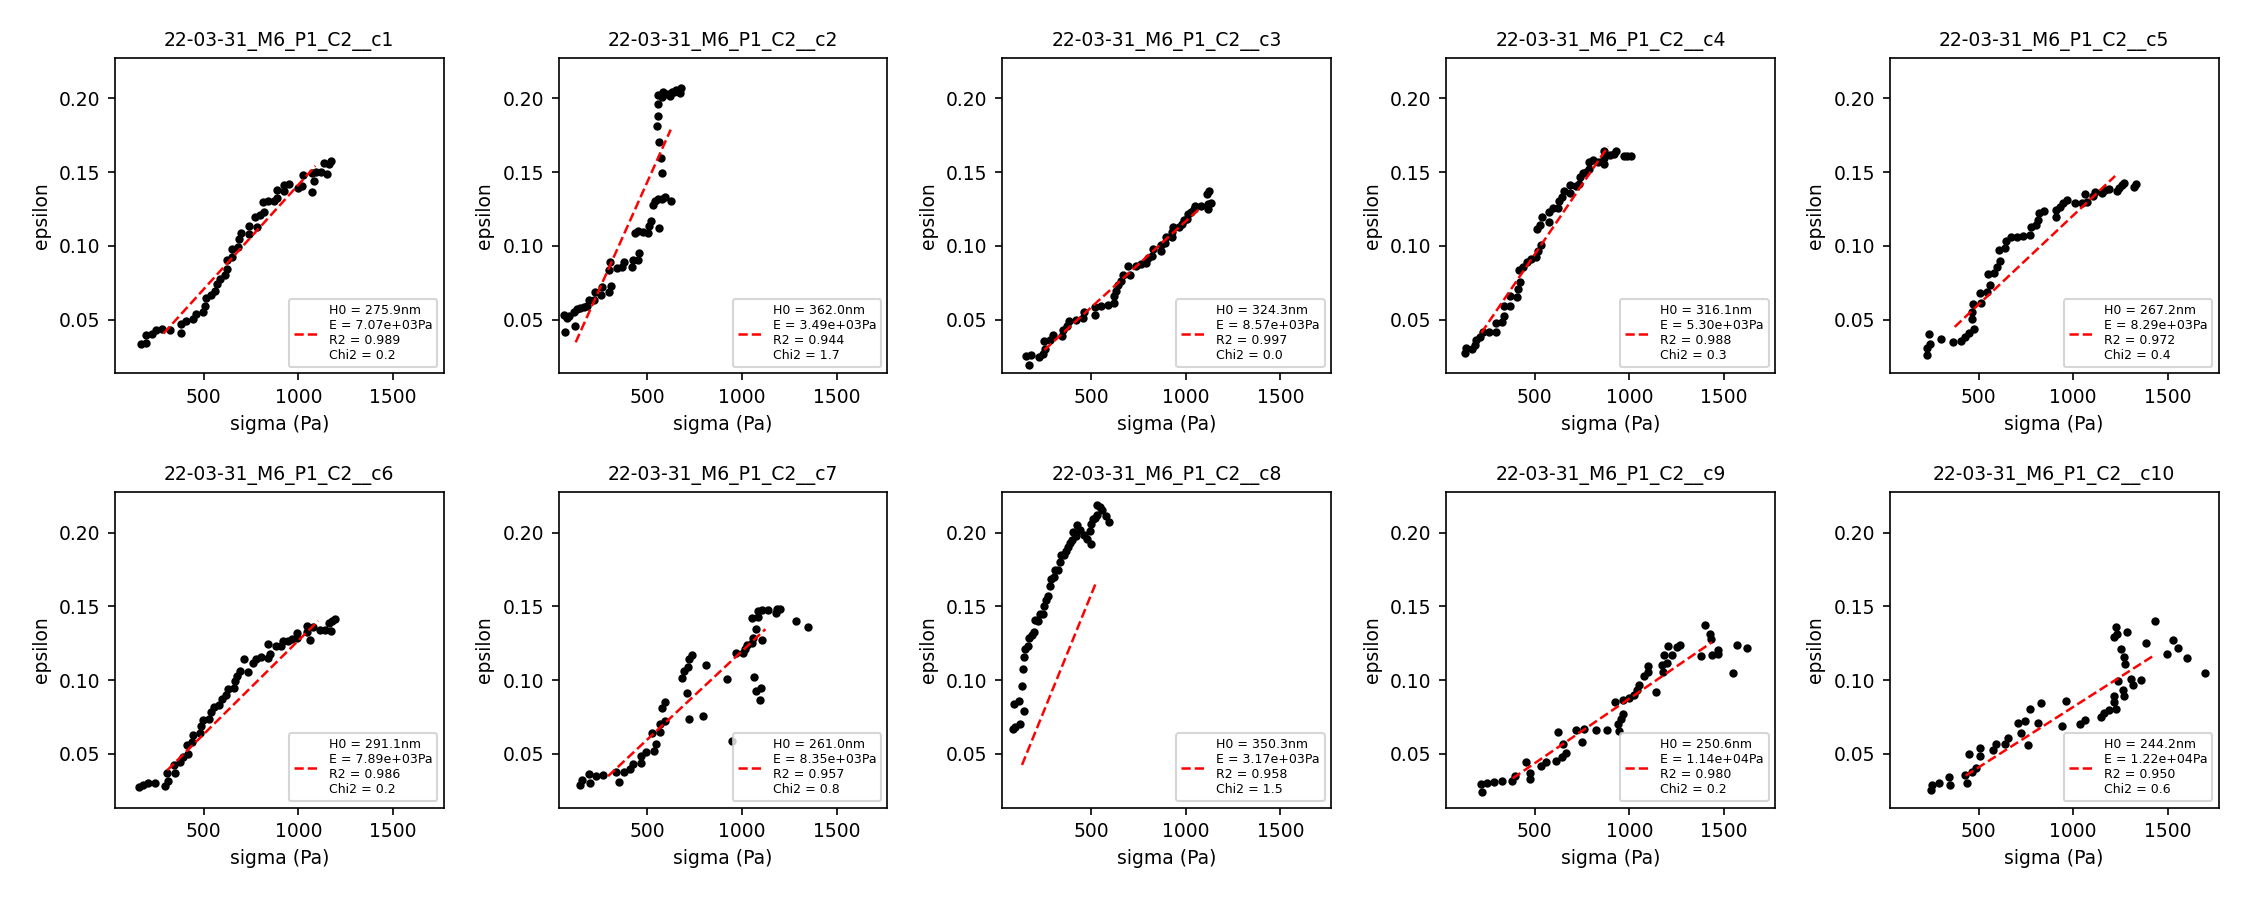 22-03-31_M6_P1_C2__c1
0.20
0.15
0.10
0.05
epsilon
H0 = 275.9nm
E = 7.07e+03Pa
R2 = 0.989
Chi2 = 0.2
500 1000 1500
sigma (Pa)
22-03-31_M6_P1_C2__c2
0.20
0.15
0.10
0.05
epsilon
H0 = 362.0nm
E = 3.49e+03Pa
R2 = 0.944
Chi2 = 1.7
500 1000 1500
sigma (Pa)
22-03-31_M6_P1_C2__c3
0.20
0.15
0.10
0.05
epsilon
H0 = 324.3nm
E = 8.57e+03Pa
R2 = 0.997
Chi2 = 0.0
500 1000 1500
sigma (Pa)
22-03-31_M6_P1_C2__c4
0.20
0.15
0.10
0.05
epsilon
H0 = 316.1nm
E = 5.30e+03Pa
R2 = 0.988
Chi2 = 0.3
500 1000 1500
sigma (Pa)
22-03-31_M6_P1_C2__c5
0.20
0.15
0.10
0.05
epsilon
H0 = 267.2nm
E = 8.29e+03Pa
R2 = 0.972
Chi2 = 0.4
500 1000 1500
sigma (Pa)
22-03-31_M6_P1_C2__c6
0.20
0.15
0.10
0.05
epsilon
H0 = 291.1nm
E = 7.89e+03Pa
R2 = 0.986
Chi2 = 0.2
500 1000 1500
sigma (Pa)
22-03-31_M6_P1_C2__c7
0.20
0.15
0.10
0.05
epsilon
H0 = 261.0nm
E = 8.35e+03Pa
R2 = 0.957
Chi2 = 0.8
500 1000 1500
sigma (Pa)
22-03-31_M6_P1_C2__c8
0.20
0.15
0.10
0.05
epsilon
H0 = 350.3nm
E = 3.17e+03Pa
R2 = 0.958
Chi2 = 1.5
500 1000 1500
sigma (Pa)
22-03-31_M6_P1_C2__c9
0.20
0.15
0.10
0.05
epsilon
H0 = 250.6nm
E = 1.14e+04Pa
R2 = 0.980
Chi2 = 0.2
500 1000 1500
sigma (Pa)
22-03-31_M6_P1_C2__c10
0.20
0.15
0.10
0.05
epsilon
H0 = 244.2nm
E = 1.22e+04Pa
R2 = 0.950
Chi2 = 0.6
500 1000 1500
sigma (Pa)